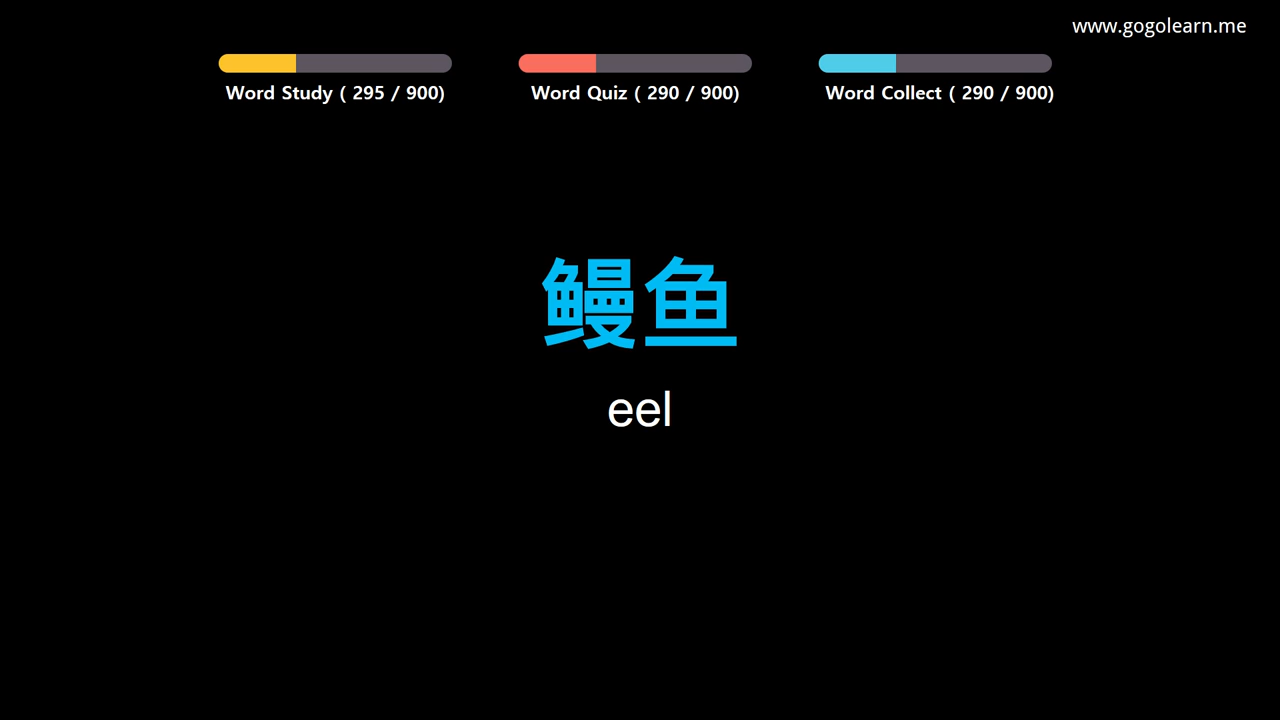 www.gogolearn.me
Word Study ( 295 / 900)
Word Quiz ( 290 / 900)
Word Collect ( 290 / 900)
鳗鱼
eel